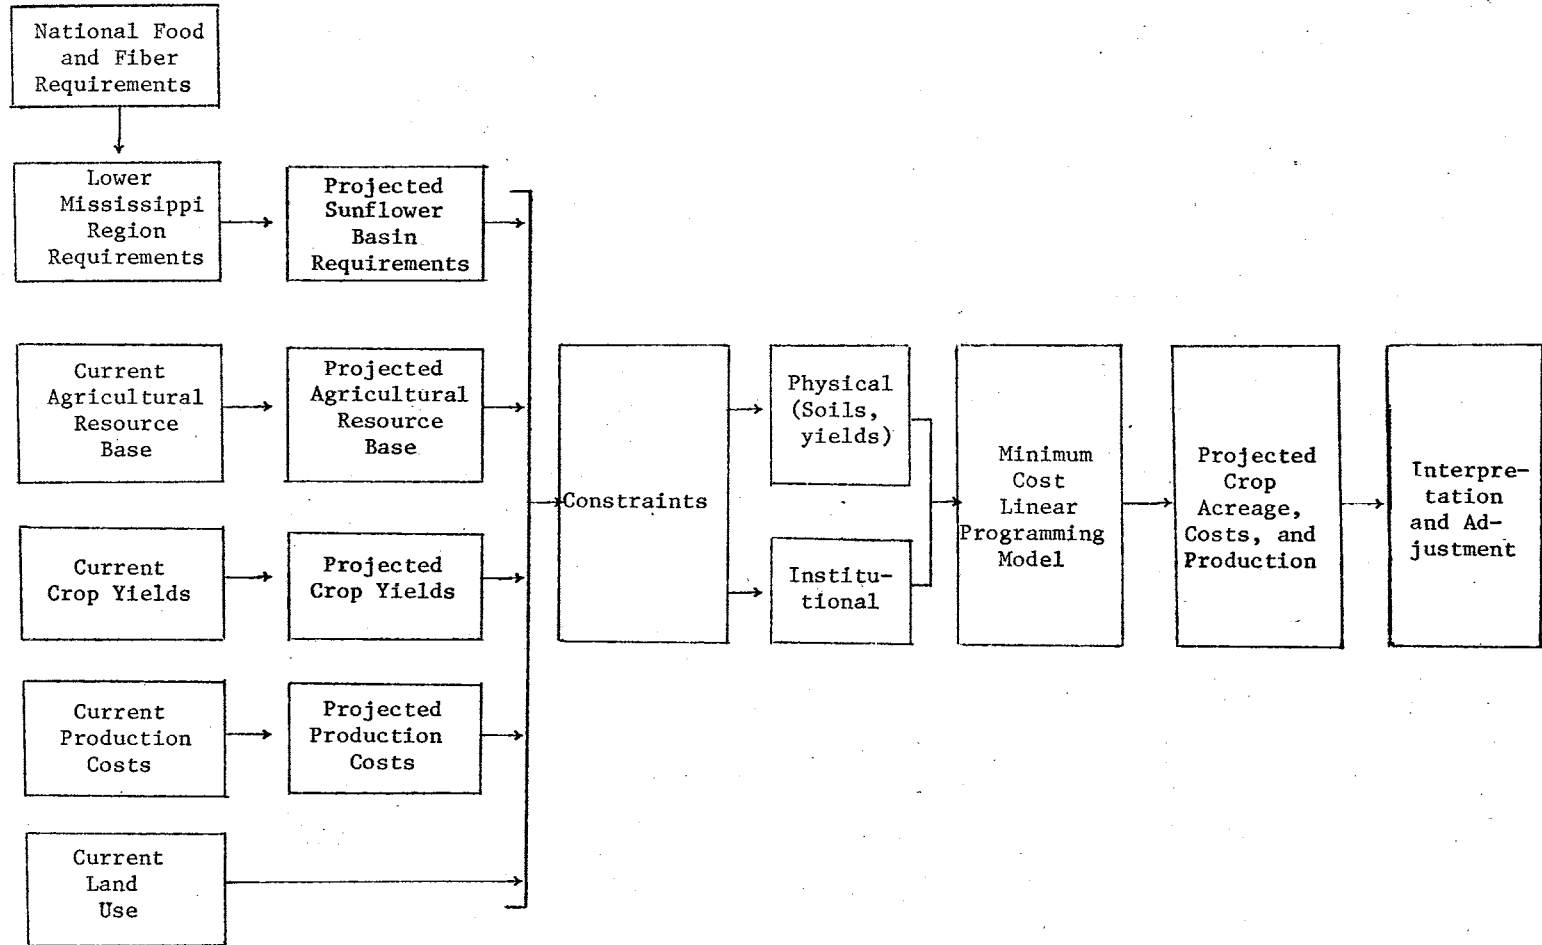 National Food
and Fiber
Requirements
Lower
Mississippi
Region
Requirements
Projected
Sunflower
Basin
Requirements
Current
Agricultural
Resource
Base
Projected
Agricultural
Resource
Base
Current
Crop Yields
Projected
Crop Yields
Current
Production
Costs
Projected
Production
Costs
Current
Land
Use
Constraints
Physical
(Soils,
yields)
Institu-
tional
Minimum
Cost
Linear
Programming
Model
Projected
Crop
Acreage,
Costs, and
Production
Interpre-
tation
and Ad-
justment